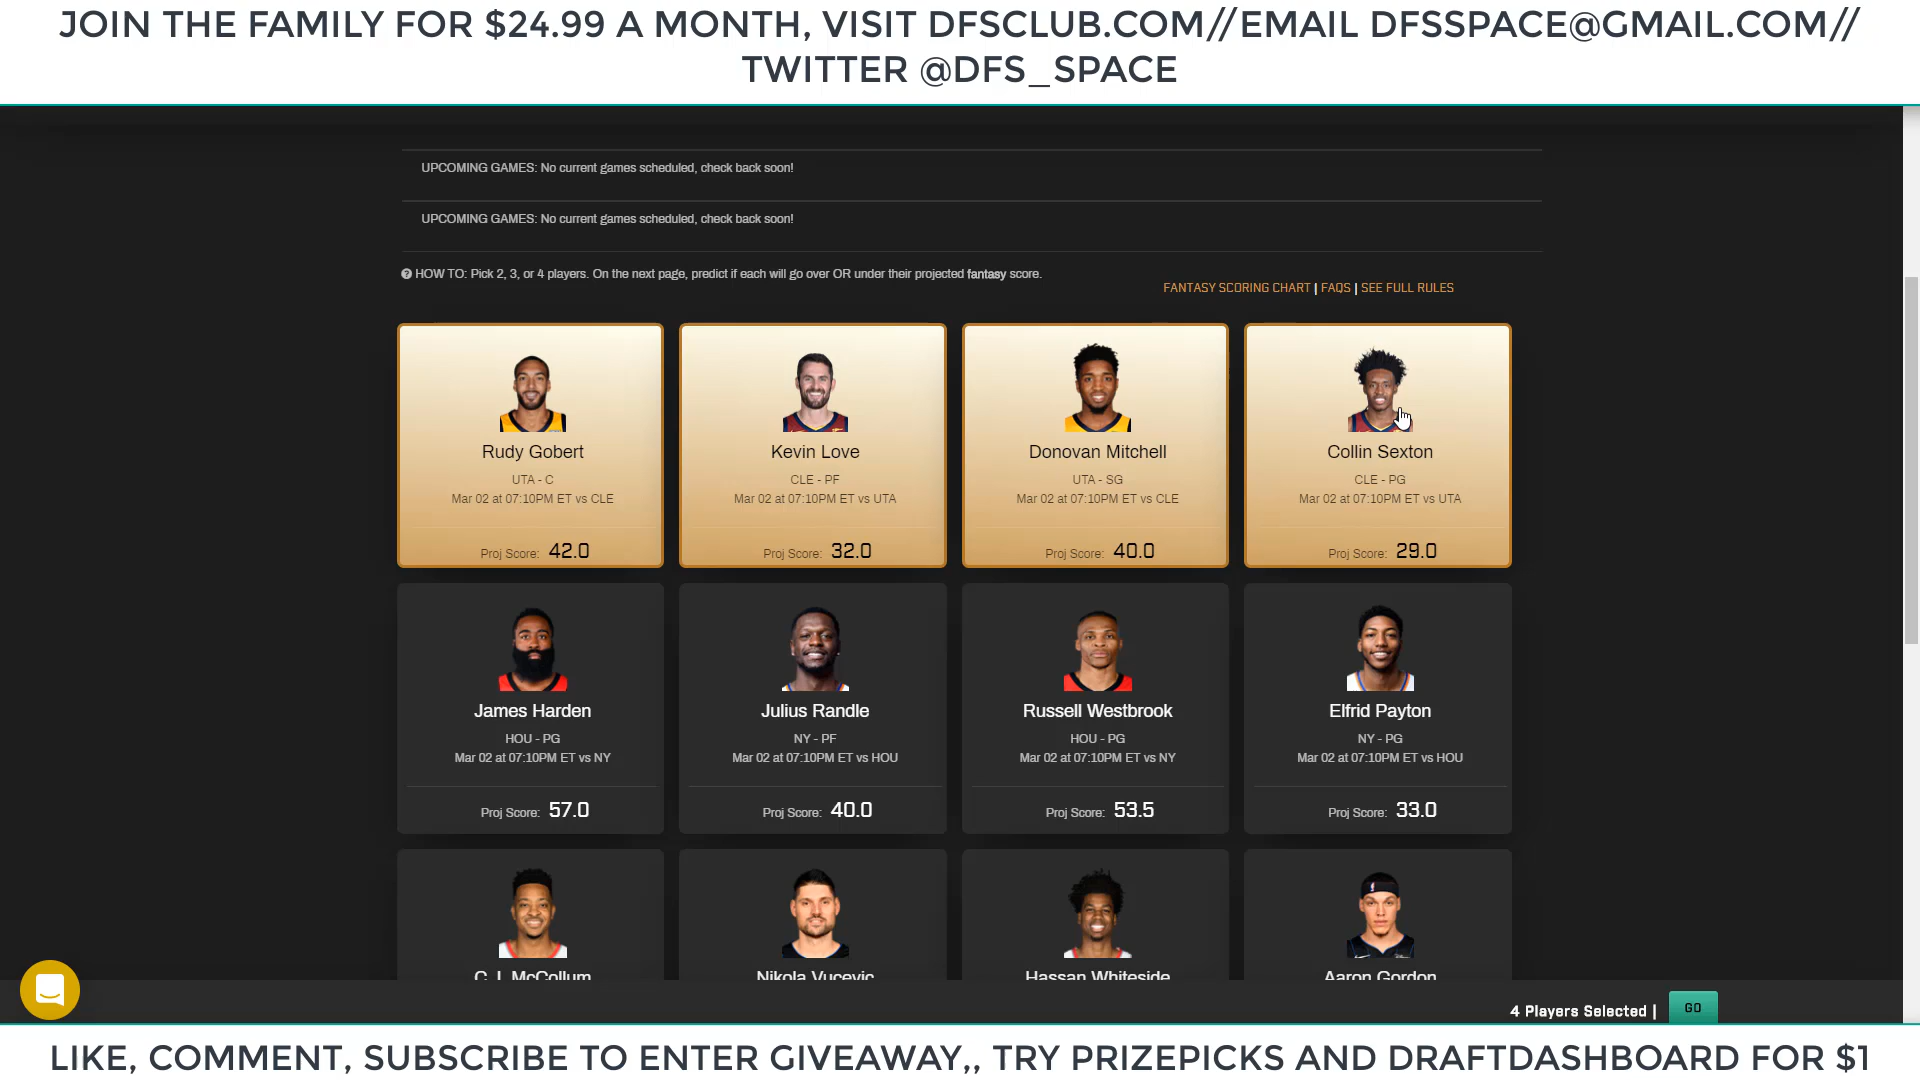 JOIN THE FAMILY FOR $24.99 A MONTH, VISIT DFSCLUB.COM//EMAIL DFSSPACE@GMAIL.COM//
TWITTER @DFS_SPACE
UPCOMING GAMES: No current games scheduled, check back soon!
UPCOMING GAMES: No current games scheduled, check back soon!
HOW TO: Pick 2, 3, or 4 players. On the next page, predict if each will go over OR under their projected fantasy score.
FANTASY SCORING CHART | FAQS | SEE FULL RULES
Rudy Gobert
UTA - C
Mar 02 at 07:10PM ET vs CLE
Proj Score: 42.0
Kevin Love
CLE - PF
Mar 02 at 07:10PM ET vs UTA
Proj Score: 32.0
Donovan Mitchell
UTA - SG
Mar 02 at 07:10PM ET vs CLE
Proj Score: 40.0
Collin Sexton
CLE - PG
Mar 02 at 07:10PM ET vs UTA
Proj Score: 29.0
James Harden
HOU - PG
Mar 02 at 07:10PM ET vs NY
Proj Score: 57.0
Julius Randle
NY - PF
Mar 02 at 07:10PM ET vs HOU
Proj Score: 40.0
Russell Westbrook
HOU - PG
Mar 02 at 07:10PM ET vs NY
Proj Score: 53.5
Elfrid Payton
NY - PG
Mar 02 at 07:10PM ET vs HOU
Proj Score: 33.0
C.J. McCollum
Nikola Vucevic
Hassan Whiteside
Aaron Gordon
4 Players Selected |
GO
LIKE, COMMENT, SUBSCRIBE TO ENTER GIVEAWAY,, TRY PRIZEPICKS AND DRAFTDASHBOARD FOR $1